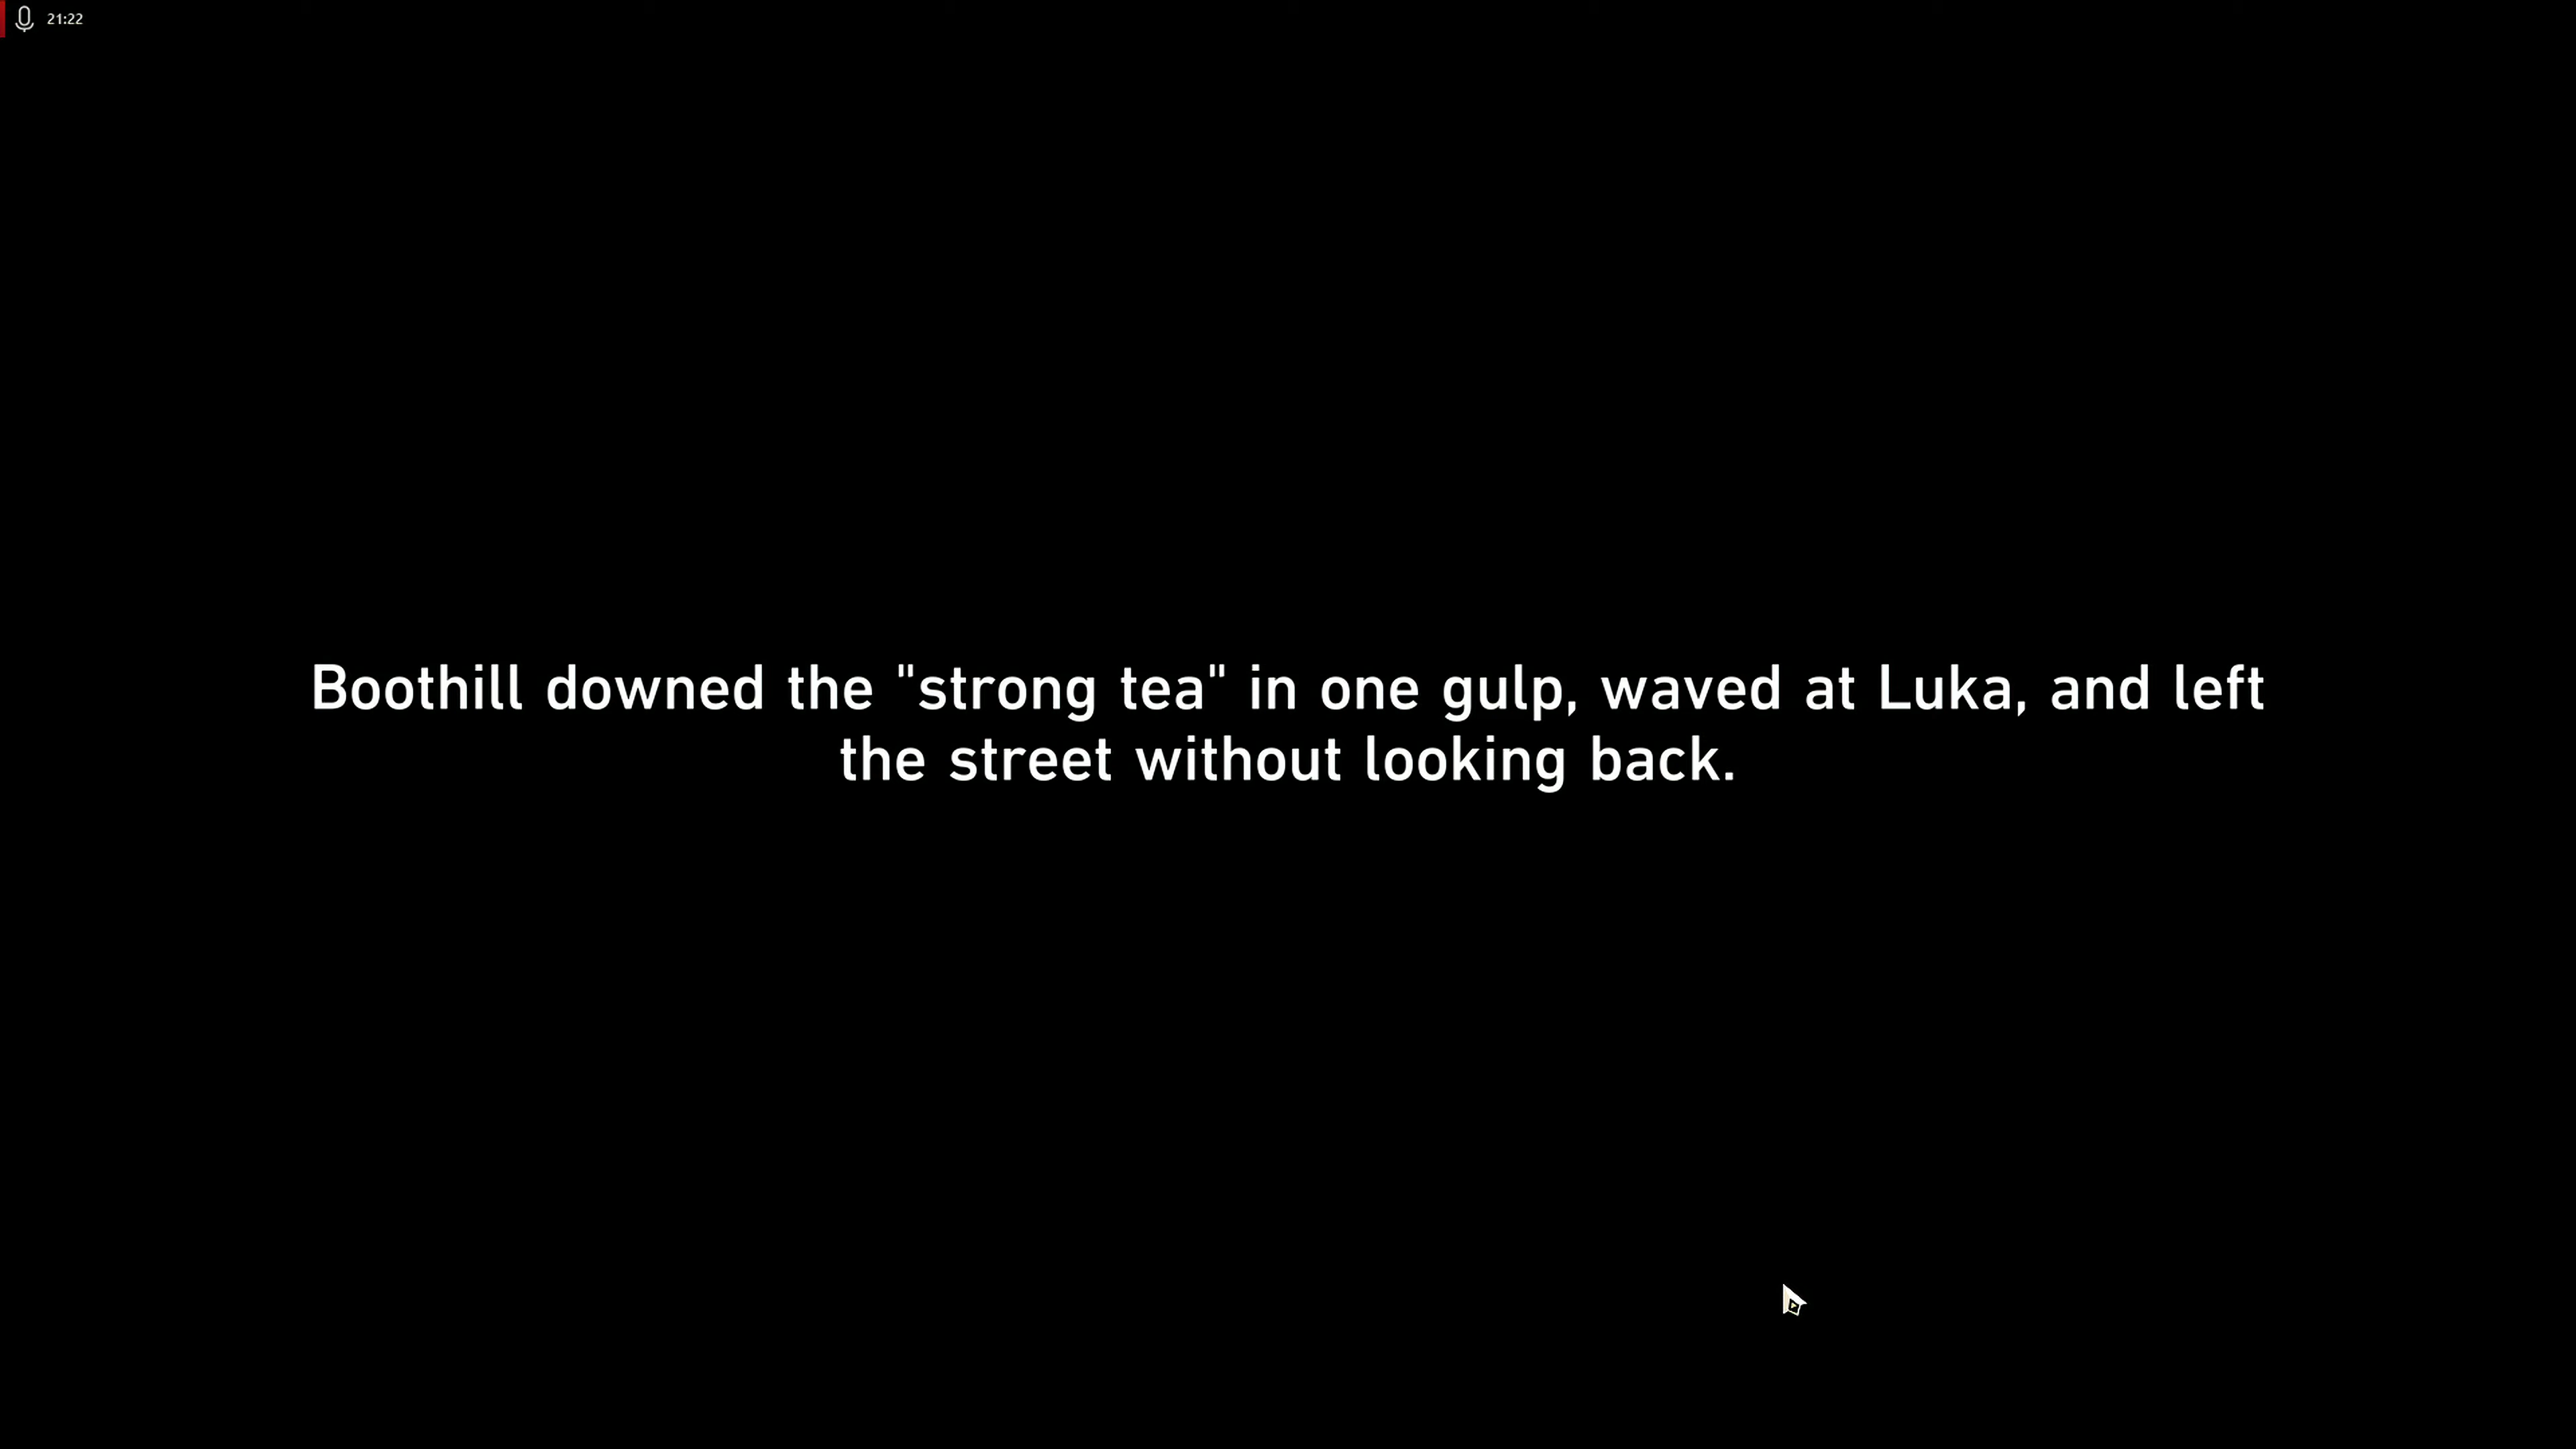 21:22
Boothill downed the "strong tea" in one gulp, waved at Luka, and left
the street without looking back.